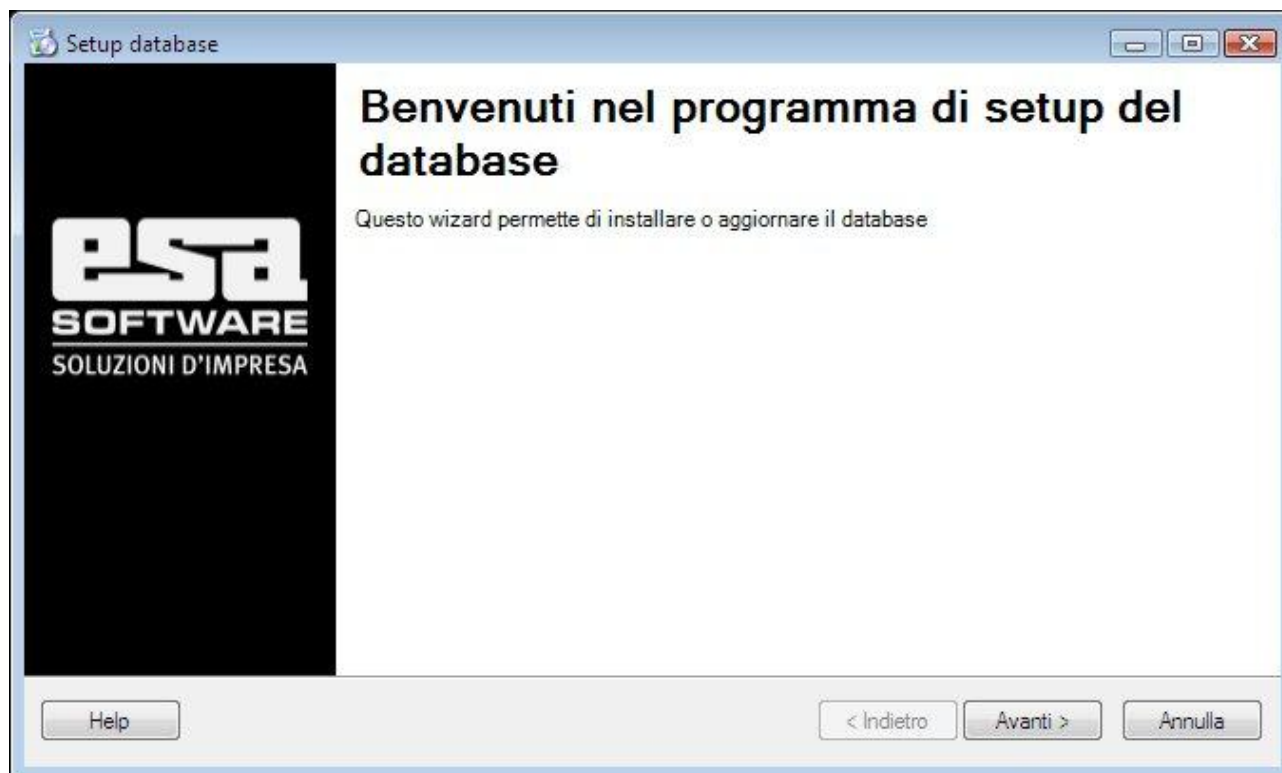 Setup database
Benvenuti nel programma di setup del
database
Questo wizard permette di installare o aggiornare il database
esa
SOFTWARE
SOLUZIONI D'IMPRESA
Help
< Indietro
Avanti >
Annulla